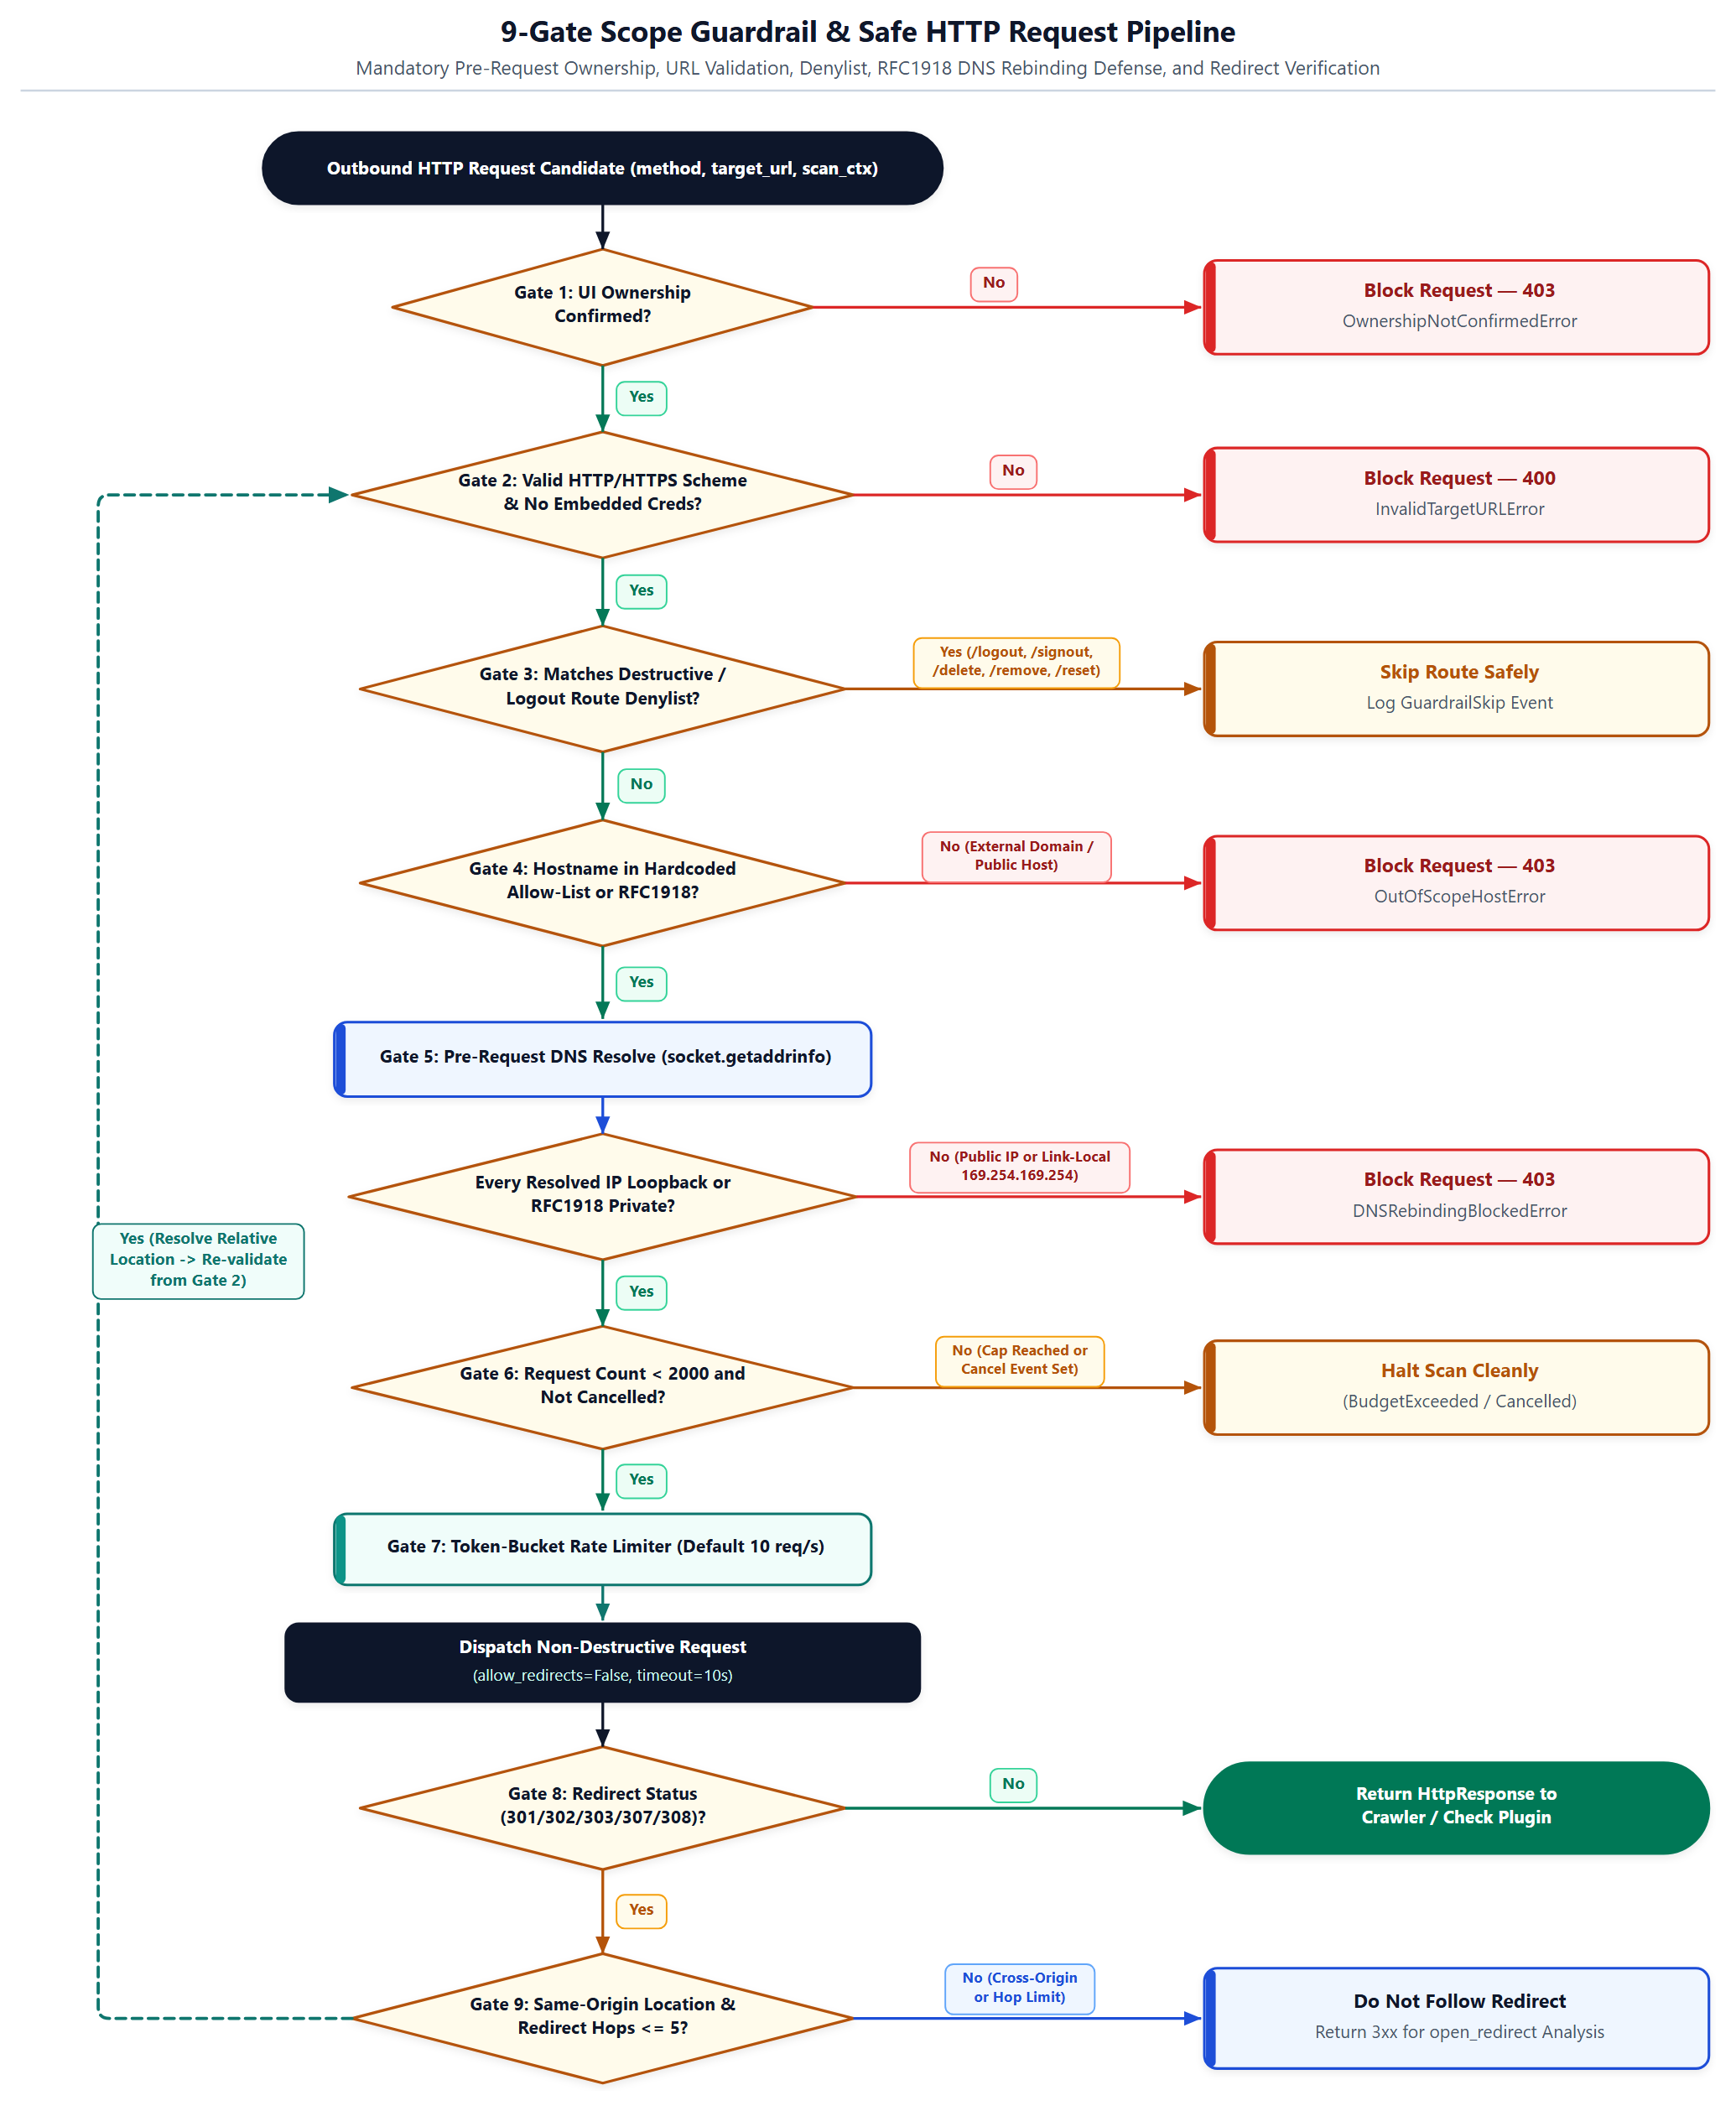 9-Gate Scope Guardrail & Safe HTTP Request Pipeline
Mandatory Pre-Request Ownership, URL Validation, Denylist, RFC1918 DNS Rebinding Defense, and Redirect Verification
Outbound HTTP Request Candidate (method, target_url, scan_ctx)
Gate 1: UI Ownership
Confirmed?
No
Block Request — 403
OwnershipNotConfirmedError
Yes
Gate 2: Valid HTTP/HTTPS Scheme
& No Embedded Creds?
No
Block Request — 400
InvalidTargetURLError
Yes
Gate 3: Matches Destructive /
Logout Route Denylist?
Yes (/logout, /signout,
/delete, /remove, /reset)
Skip Route Safely
Log GuardrailSkip Event
No
Gate 4: Hostname in Hardcoded
Allow-List or RFC1918?
No (External Domain /
Public Host)
Block Request — 403
OutOfScopeHostError
Yes
Gate 5: Pre-Request DNS Resolve (socket.getaddrinfo)
Every Resolved IP Loopback or
RFC1918 Private?
No (Public IP or Link-Local
169.254.169.254)
Block Request — 403
DNSRebindingBlockedError
Yes (Resolve Relative
Location -> Re-validate
from Gate 2)
Yes
Gate 6: Request Count < 2000 and
Not Cancelled?
No (Cap Reached or
Cancel Event Set)
Halt Scan Cleanly
(BudgetExceeded / Cancelled)
Yes
Gate 7: Token-Bucket Rate Limiter (Default 10 req/s)
Dispatch Non-Destructive Request
(allow_redirects=False, timeout=10s)
Gate 8: Redirect Status
(301/302/303/307/308)?
No
Return HttpResponse to
Crawler / Check Plugin
Yes
Gate 9: Same-Origin Location &
Redirect Hops <= 5?
No (Cross-Origin
or Hop Limit)
Do Not Follow Redirect
Return 3xx for open_redirect Analysis